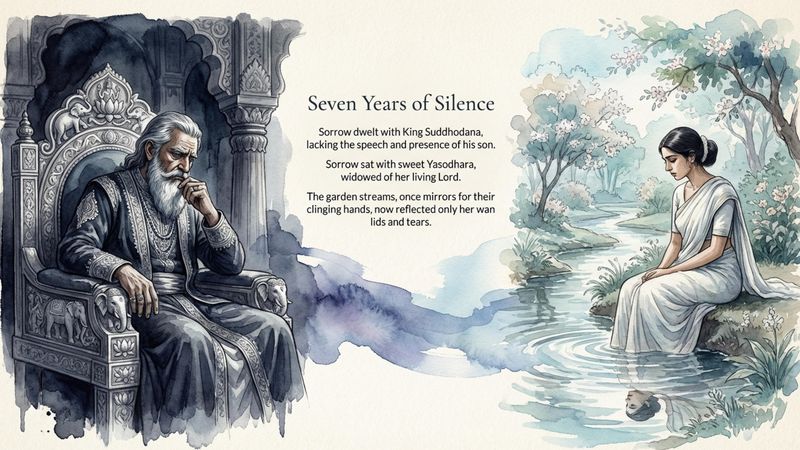 Seven Years of Silence
Sorrow dwelt with King Suddhodana,
lacking the speech and presence of his son.
Sorrow sat with sweet Yasodhara,
widowed of her living Lord.
The garden streams, once mirrors for their
clinging hands, now reflected only her wan
lids and tears.